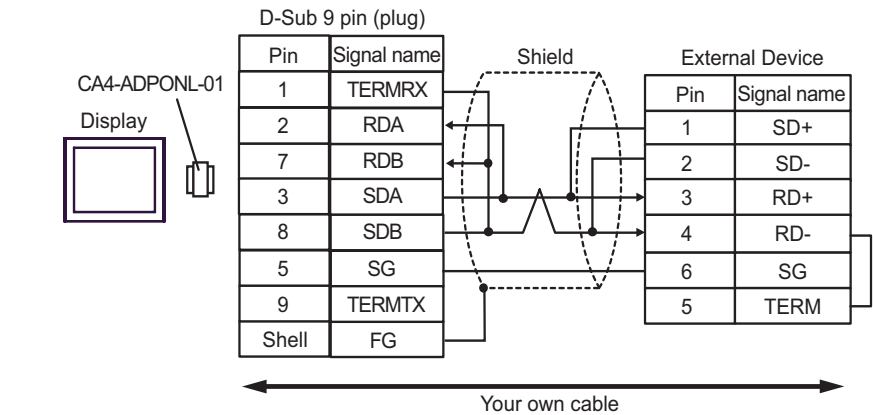 D-Sub 9 pin (plug)
Pin Signal name
1 TERMRX
2 RDA
7 RDB
3 SDA
8 SDB
5 SG
9 TERMTX
Shell FG
Shield
External Device
Pin Signal name
1 SD+
2 SD-
3 RD+
4 RD-
6 SG
5 TERM
CA4-ADPONL-01
Display
Your own cable